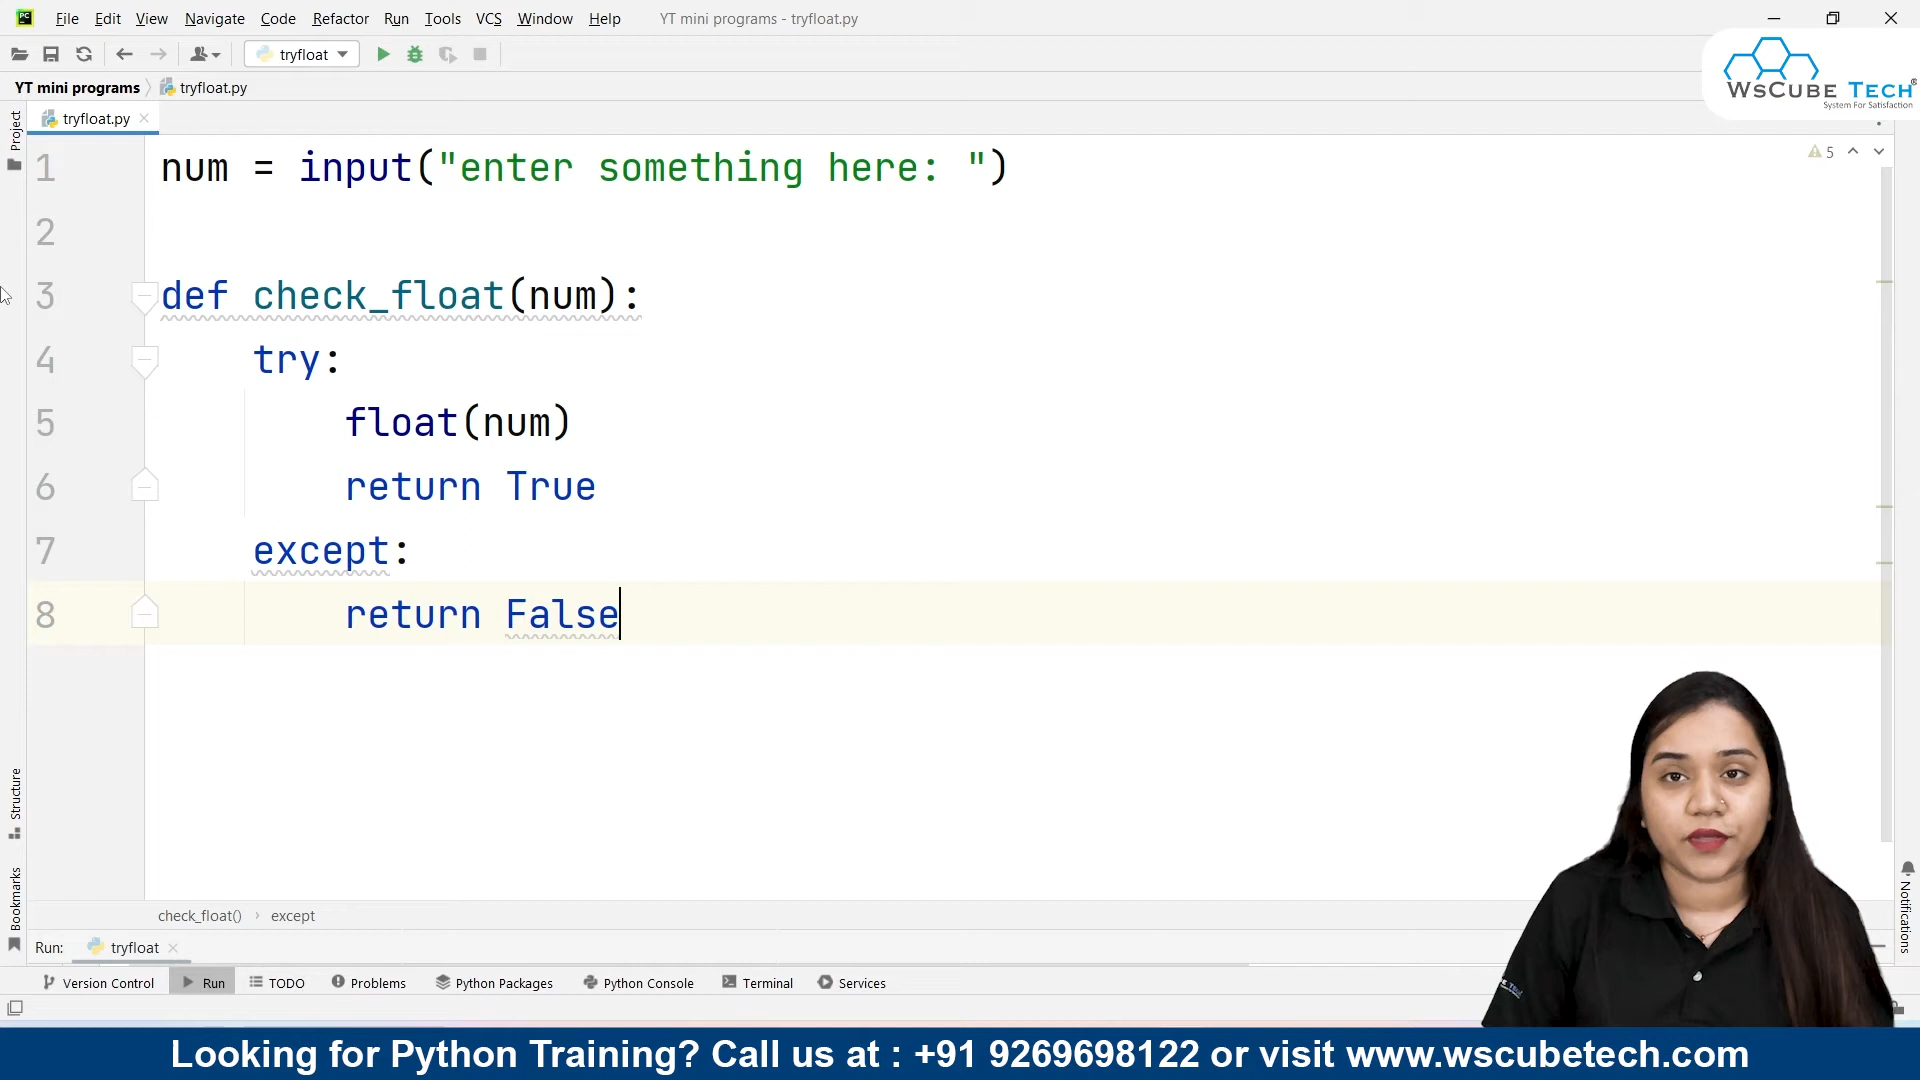 File Edit View Navigate Code Refactor Run Tools VCS Window Help YT mini programs - tryfloat.py
tryfloat
YT mini programs tryfloat.py
WsCube Tech®
System For Satisfaction
tryfloat.py
Project
5
1 num = input("enter something here: ")
2
3 def check_float(num):
4 try:
5 float(num)
6 return True
7 except:
8 return False
Structure
Bookmarks
Notifications
check_float() › except
Run: tryfloat
Version Control Run TODO Problems Python Packages Python Console Terminal Services
Looking for Python Training? Call us at : +91 9269698122 or visit www.wscubetech.com